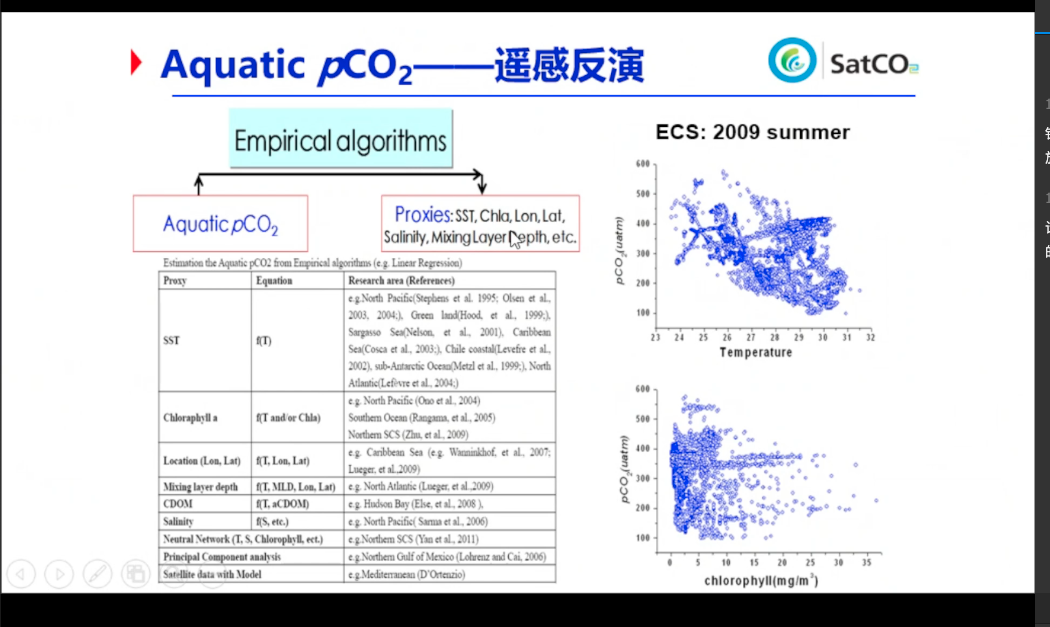 Aquatic pCO2——遥感反演
SatCO2
Empirical algorithms
Aquatic pCO2
Proxies: SST, Chla, Lon, Lat,
Salinity, Mixing Layer Depth, etc.
Estimation the Aquatic pCO2 from Empirical algorithms (e.g. Linear Regression)
Proxy Equation Research area (References)
SST f(T)
e.g.North Pacific(Stephens et al. 1995; Olsen et al.,
2003, 2004;), Green land(Hood, et al., 1999;),
Sargasso Sea(Nelson, et al., 2001), Caribbean
Sea(Cosca et al., 2003;), Chile coastal(Levefre et al.,
2002), sub-Antarctic Ocean(Metzl et al., 1999;), North
Atlantic(Lefèvre et al., 2004;)
Chlorophyll a f(T and/or Chla)
e.g. North Pacific (Ono et al., 2004)
Southern Ocean (Rangama, et al., 2005)
Northern SCS (Zhu, et al., 2009)
Location (Lon, Lat) f(T, Lon, Lat)
e.g. Caribbean Sea (e.g. Wanninkhof, et al., 2007;
Lueger, et al.,2009)
Mixing layer depth f(T, MLD, Lon, Lat) e.g. North Atlantic (Lueger, et al.,2009)
CDOM f(T, aCDOM) e.g. Hudson Bay (Else, et al., 2008 ),
Salinity f(S, etc.) e.g. North Pacific( Sarma et al., 2006)
Neutral Network (T, S, Chlorophyll, ect.) e.g.Northern SCS (Yan et al., 2011)
Principal Component analysis e.g.Northern Gulf of Mexico (Lohrenz and Cai, 2006)
Satellite data with Model e.g.Mediterranean (D'Ortenzio)
ECS: 2009 summer
600
500
400
300
200
100
pCO2(uatm)
23 24 25 26 27 28 29 30 31 32
Temperature
600
500
400
300
200
100
pCO2(uatm)
0 5 10 15 20 25 30 35
chlorophyll(mg/m3)